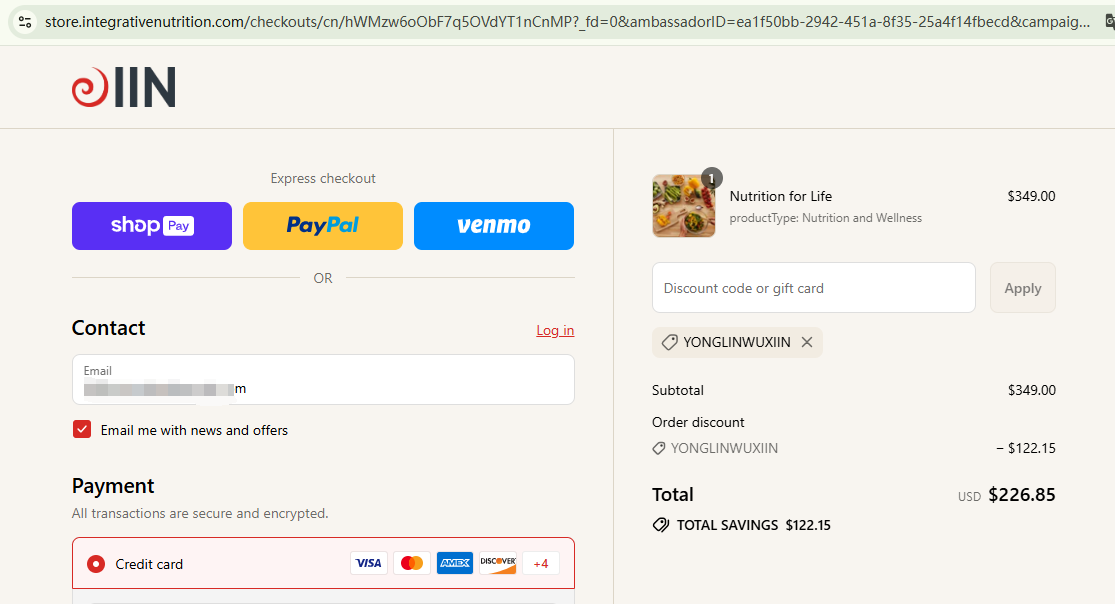 store.integrativenutrition.com/checkouts/cn/hWMzw6oObF7q5OVdYT1nCnMP?_fd=0&ambassadorID=ea1f50bb-2942-451a-8f35-25a4f14fbecd&campaig...
IIN
Express checkout
shop Pay
PayPal
venmo
OR
Contact
Log in
Email
m
Email me with news and offers
Payment
All transactions are secure and encrypted.
Credit card
VISA
AMEX
DISCOVER
+4
1
Nutrition for Life
$349.00
productType: Nutrition and Wellness
Discount code or gift card
Apply
YONGLINWUXIIN
Subtotal
$349.00
Order discount
YONGLINWUXIIN
− $122.15
Total
USD $226.85
TOTAL SAVINGS $122.15